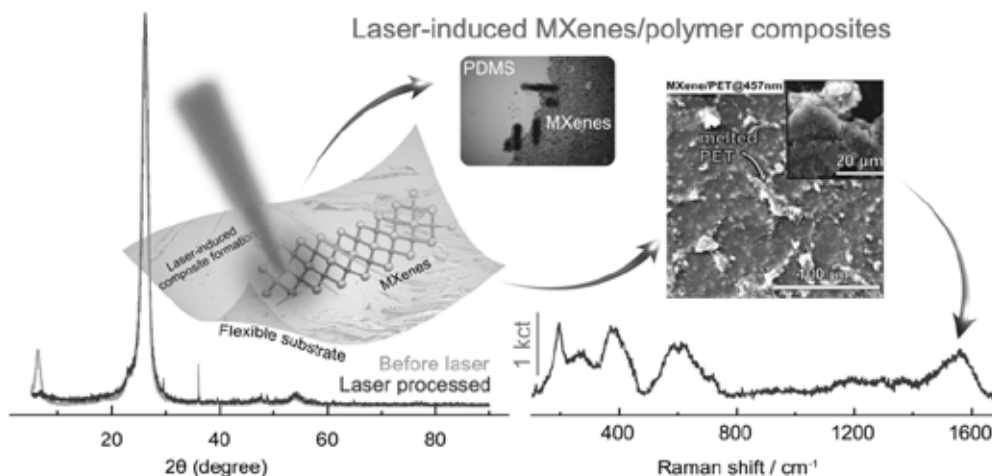 Laser-induced MXenes/polymer composites
PDMS
MXenes
MXene/PET@457nm
melted
PET
20 μm
100 μm
Laser-induced
composite formation
MXenes
Flexible substrate
Before laser
Laser processed
1 kct
20
40
60
80
2θ (degree)
400
800
1200
1600
Raman shift / cm⁻¹